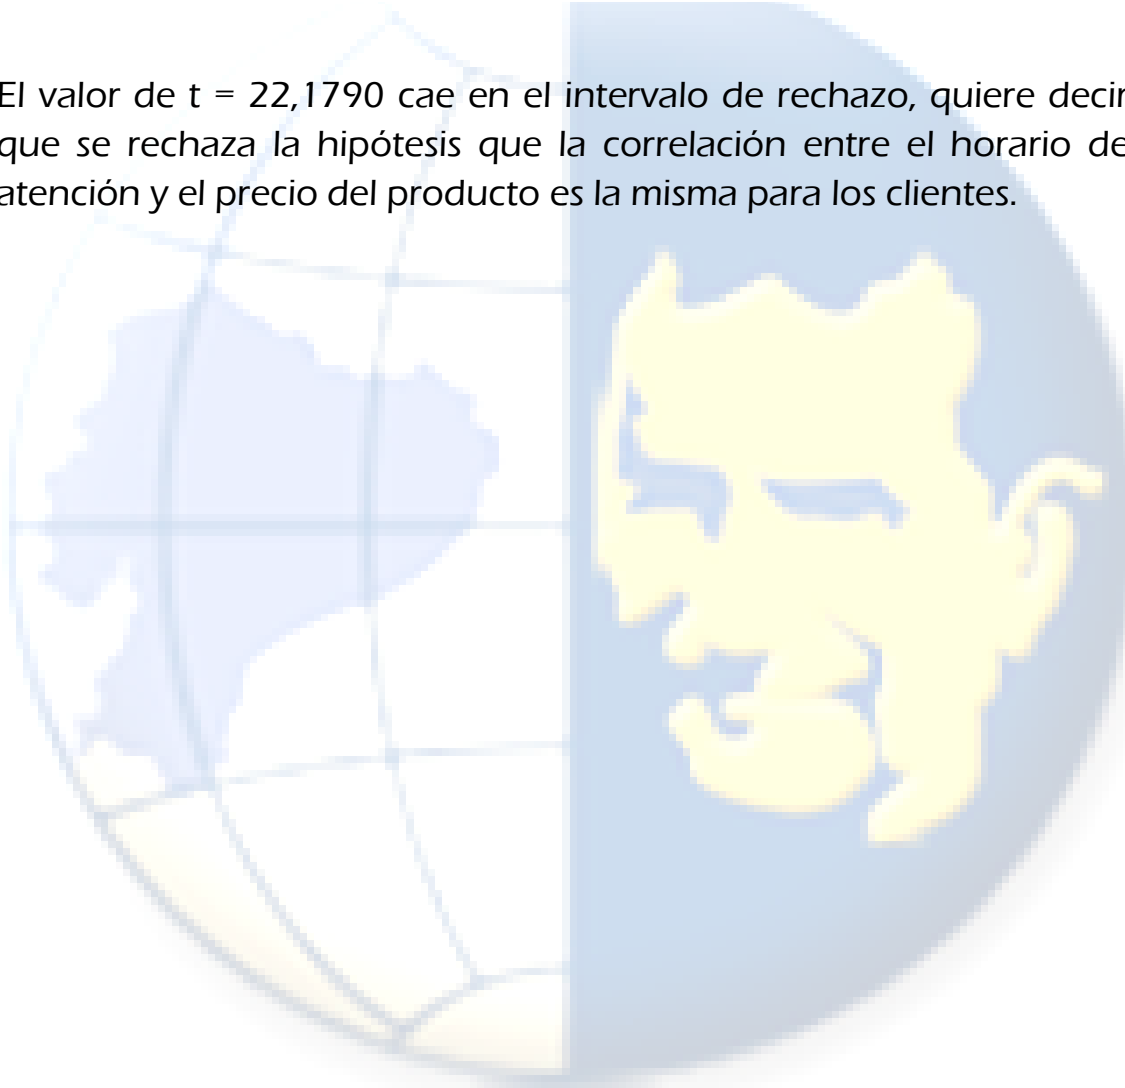 El valor de t = 22,1790 cae en el intervalo de rechazo, quiere decir
que se rechaza la hipótesis que la correlación entre el horario de
atención y el precio del producto es la misma para los clientes.